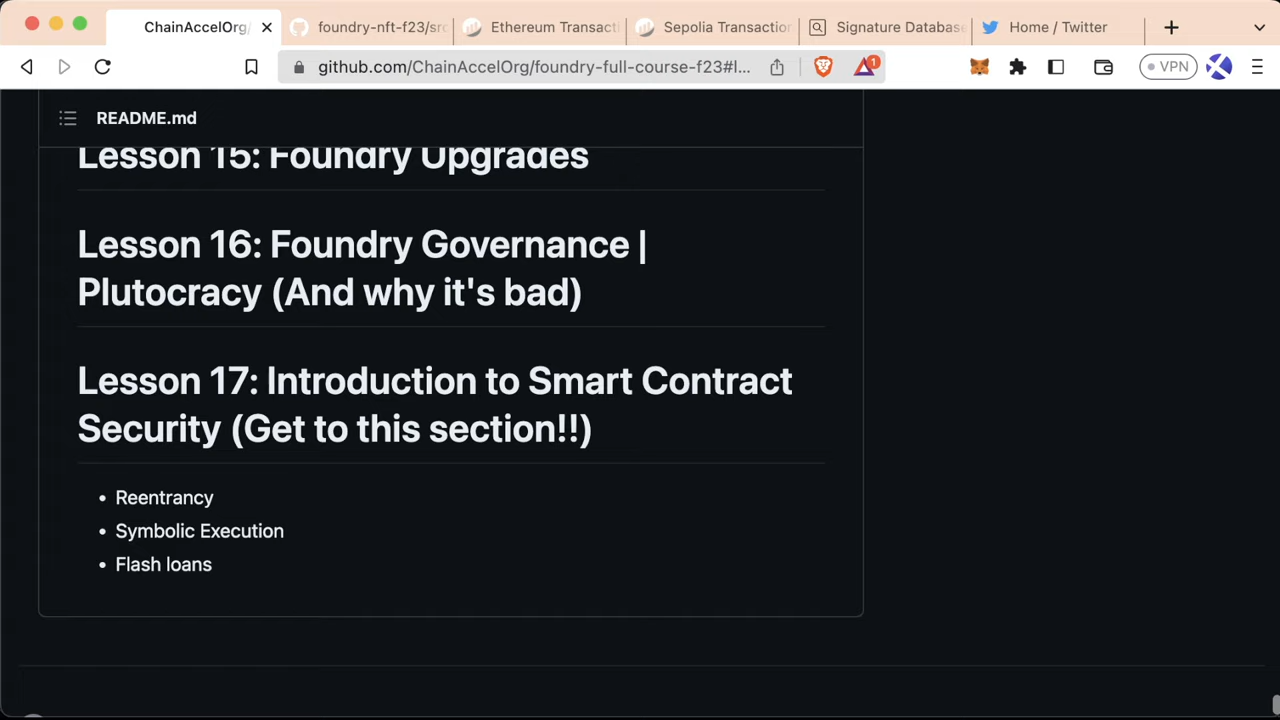 ChainAccelOrg/
foundry-nft-f23/src
Ethereum Transacti
Sepolia Transaction
Signature Databas
Home / Twitter
github.com/ChainAccelOrg/foundry-full-course-f23#l...
1
VPN
README.md
Lesson 15: Foundry Upgrades
Lesson 16: Foundry Governance |
Plutocracy (And why it's bad)
Lesson 17: Introduction to Smart Contract
Security (Get to this section!!)
• Reentrancy
• Symbolic Execution
• Flash loans